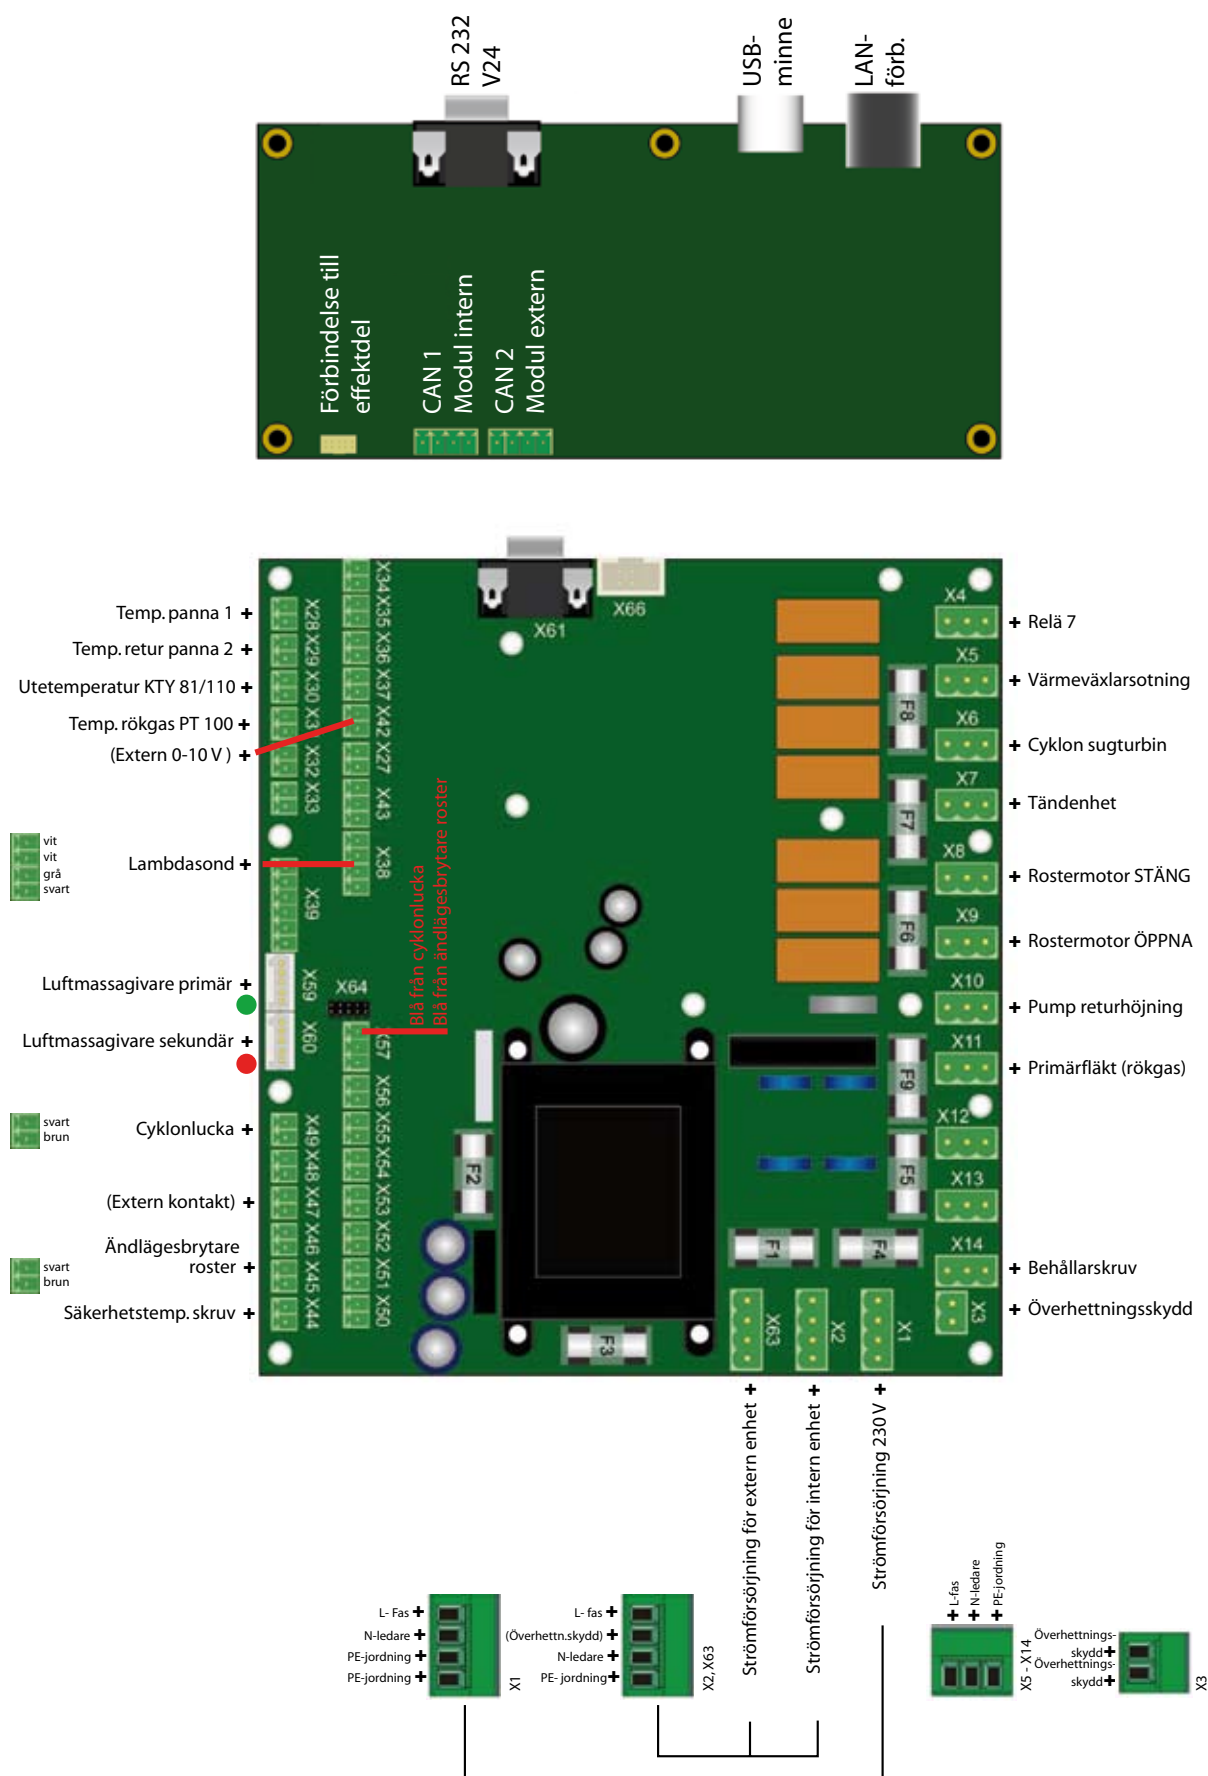 RS 232
V24
USB-
minne
LAN-
förb.
Förbindelse till
effektdel
CAN 1
Modul intern
CAN 2
Modul extern
Temp. panna 1
Temp. retur panna 2
Utetemperatur KTY 81/110
Temp. rökgas PT 100
(Extern 0-10 V )
vit
vit
grå
svart
Lambdasond
Luftmassagivare primär
Luftmassagivare sekundär
svart
brun
Cyklonlucka
(Extern kontakt)
Ändlägesbrytare
roster
svart
brun
Säkerhetstemp. skruv
X28
X29
X30
X3
X32
X33
X39
X59
X60
X49
X48
X47
X46
X45
X44
X34
X35
X36
X37
X42
X27
X43
X38
X64
X57
X56
X55
X54
X53
X52
X51
X50
Blå från cyklonlucka
Blå från ändlägesbrytare roster
X61
X66
F8
F7
F6
F9
F5
F2
F1
F4
F3
X63
X2
X1
X4
X5
X6
X7
X8
X9
X10
X11
X12
X13
X14
X3
Relä 7
Värmeväxlarsotning
Cyklon sugturbin
Tändenhet
Rostermotor STÄNG
Rostermotor ÖPPNA
Pump returhöjning
Primärfläkt (rökgas)
Behållarskruv
Överhettningsskydd
Strömförsörjning för extern enhet
Strömförsörjning för intern enhet
Strömförsörjning 230 V
L- Fas
N-ledare
PE-jordning
PE-jordning
X1
L- fas
(Överhettn.skydd)
N-ledare
PE- jordning
X2, X63
L-fas
N-ledare
PE-jordning
X5 - X14
Överhettnings-
skydd
Överhettnings-
skydd
X3